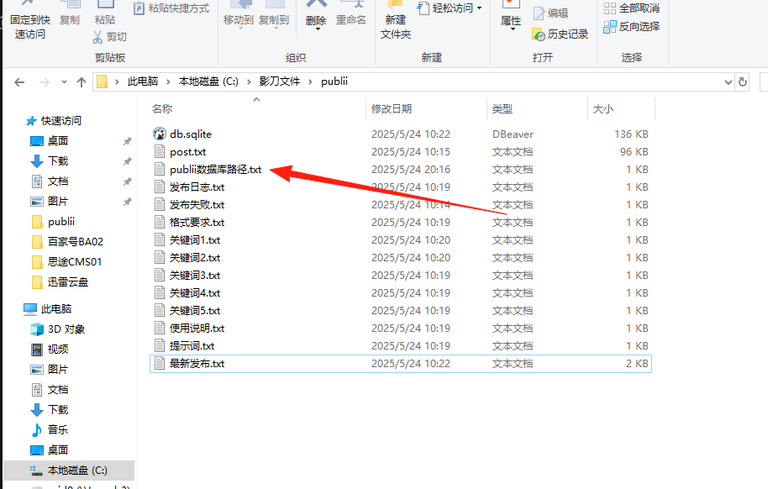 固定到快速访问
复制
粘贴
粘贴快捷方式
剪切
移动到
复制到
删除
重命名
新建文件夹
轻松访问
属性
编辑
历史记录
全部取消
反向选择
剪贴板
组织
新建
打开
选择
此电脑 > 本地磁盘 (C:) > 影刀文件 > publii
名称 修改日期 类型 大小
db.sqlite 2025/5/24 10:22 DBeaver 136 KB
post.txt 2025/5/24 10:15 文本文档 96 KB
publii数据库路径.txt 2025/5/24 20:16 文本文档 1 KB
发布日志.txt 2025/5/24 10:19 文本文档 1 KB
发布失败.txt 2025/5/24 10:14 文本文档 1 KB
格式要求.txt 2025/5/24 10:19 文本文档 1 KB
关键词1.txt 2025/5/24 10:20 文本文档 1 KB
关键词2.txt 2025/5/24 10:20 文本文档 1 KB
关键词3.txt 2025/5/24 10:19 文本文档 1 KB
关键词4.txt 2025/5/24 10:19 文本文档 1 KB
关键词5.txt 2025/5/24 10:19 文本文档 1 KB
使用说明.txt 2025/5/24 10:19 文本文档 1 KB
提示词.txt 2025/5/24 10:19 文本文档 1 KB
最新发布.txt 2025/5/24 10:22 文本文档 2 KB
快速访问
桌面
下载
文档
图片
publii
百家号BA02
思途CMS01
迅雷云盘
此电脑
3D 对象
视频
图片
文档
下载
音乐
桌面
本地磁盘 (C:)